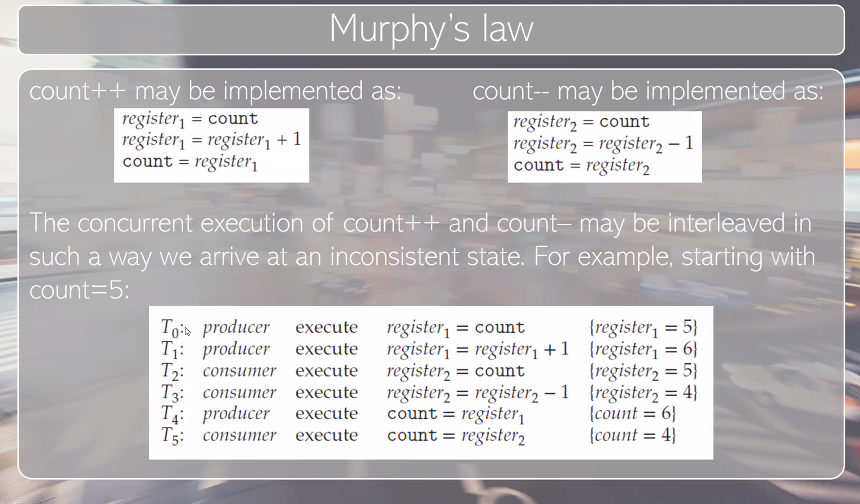 Murphy's law
count++ may be implemented as:
count-- may be implemented as:
register₁ = count
register₁ = register₁ + 1
count = register₁
register₂ = count
register₂ = register₂ − 1
count = register₂
The concurrent execution of count++ and count– may be interleaved in
such a way we arrive at an inconsistent state. For example, starting with
count=5:
T₀: producer execute register₁ = count {register₁ = 5}
T₁: producer execute register₁ = register₁ + 1 {register₁ = 6}
T₂: consumer execute register₂ = count {register₂ = 5}
T₃: consumer execute register₂ = register₂ − 1 {register₂ = 4}
T₄: producer execute count = register₁ {count = 6}
T₅: consumer execute count = register₂ {count = 4}